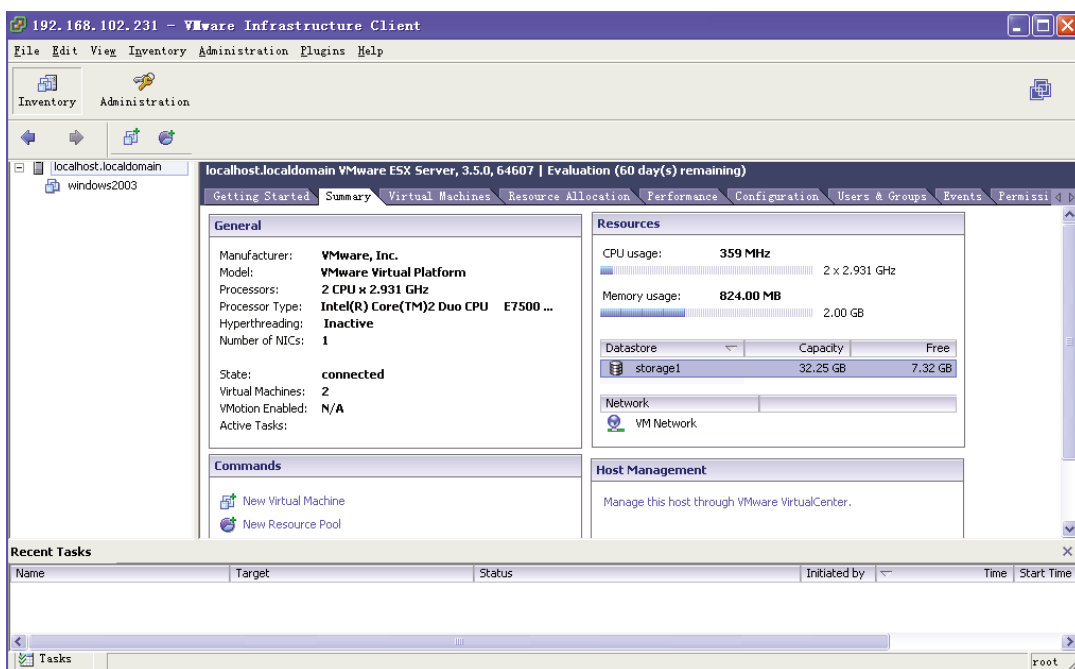 192.168.102.231 - VMware Infrastructure Client
File Edit View Inventory Administration Plugins Help
Inventory Administration
localhost.localdomain
windows2003
localhost.localdomain VMware ESX Server, 3.5.0, 64607 | Evaluation (60 day(s) remaining)
Getting Started Summary Virtual Machines Resource Allocation Performance Configuration Users & Groups Events Permissi
General
Manufacturer: VMware, Inc.
Model: VMware Virtual Platform
Processors: 2 CPU x 2.931 GHz
Processor Type: Intel(R) Core(TM)2 Duo CPU E7500 ...
Hyperthreading: Inactive
Number of NICs: 1
State: connected
Virtual Machines: 2
VMotion Enabled: N/A
Active Tasks:
Resources
CPU usage: 359 MHz
2 x 2.931 GHz
Memory usage: 824.00 MB
2.00 GB
Datastore Capacity Free
storage1 32.25 GB 7.32 GB
Network
VM Network
Commands
New Virtual Machine
New Resource Pool
Host Management
Manage this host through VMware VirtualCenter.
Recent Tasks
Name Target Status Initiated by Time Start Time
Tasks root